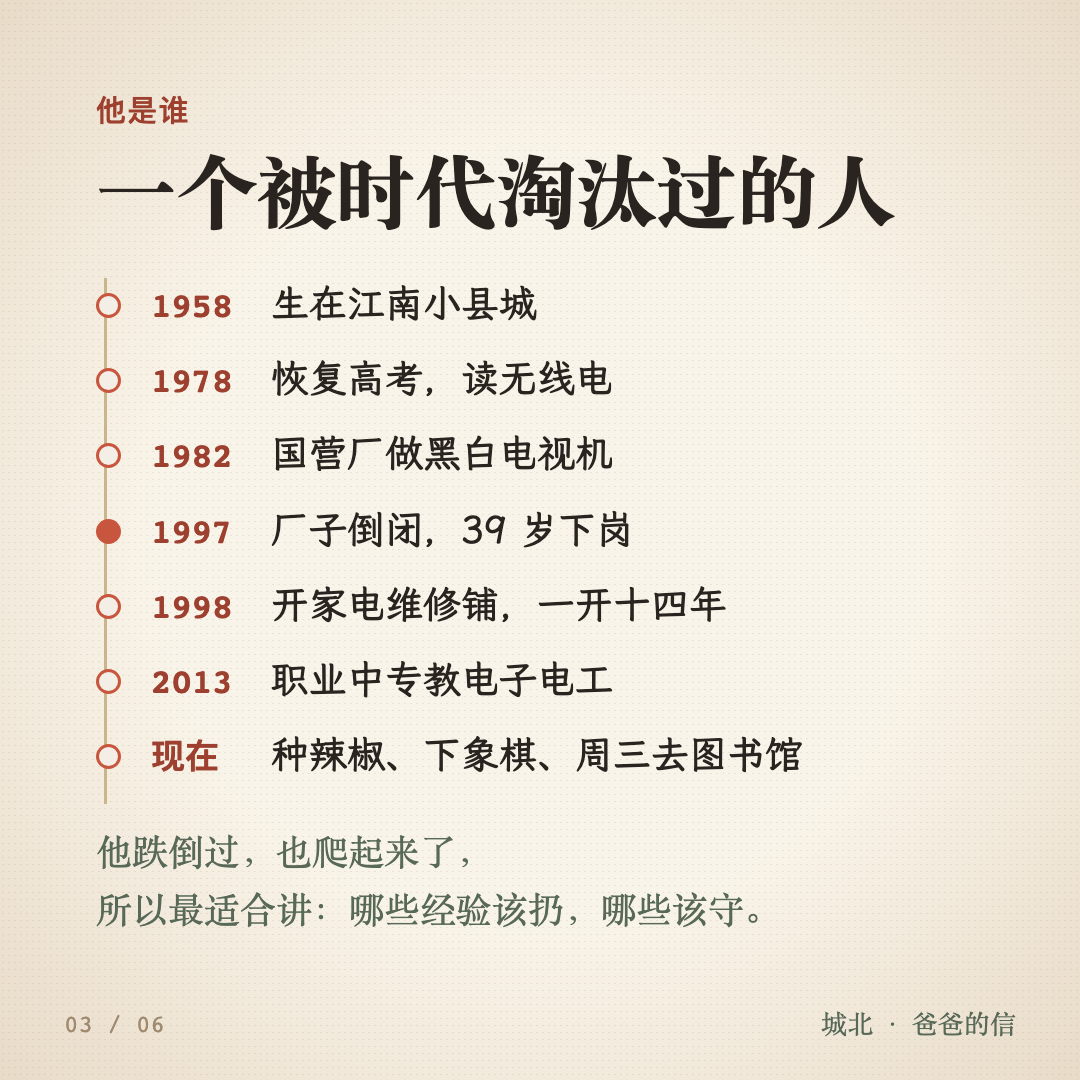 他是谁
一个被时代淘汰过的人
1958 生在江南小县城
1978 恢复高考，读无线电
1982 国营厂做黑白电视机
1997 厂子倒闭，39 岁下岗
1998 开家电维修铺，一开十四年
2013 职业中专教电子电工
现在 种辣椒、下象棋、周三去图书馆
他跌倒过，也爬起来了，
所以最适合讲：哪些经验该扔，哪些该守。
03 / 06
城北 · 爸爸的信